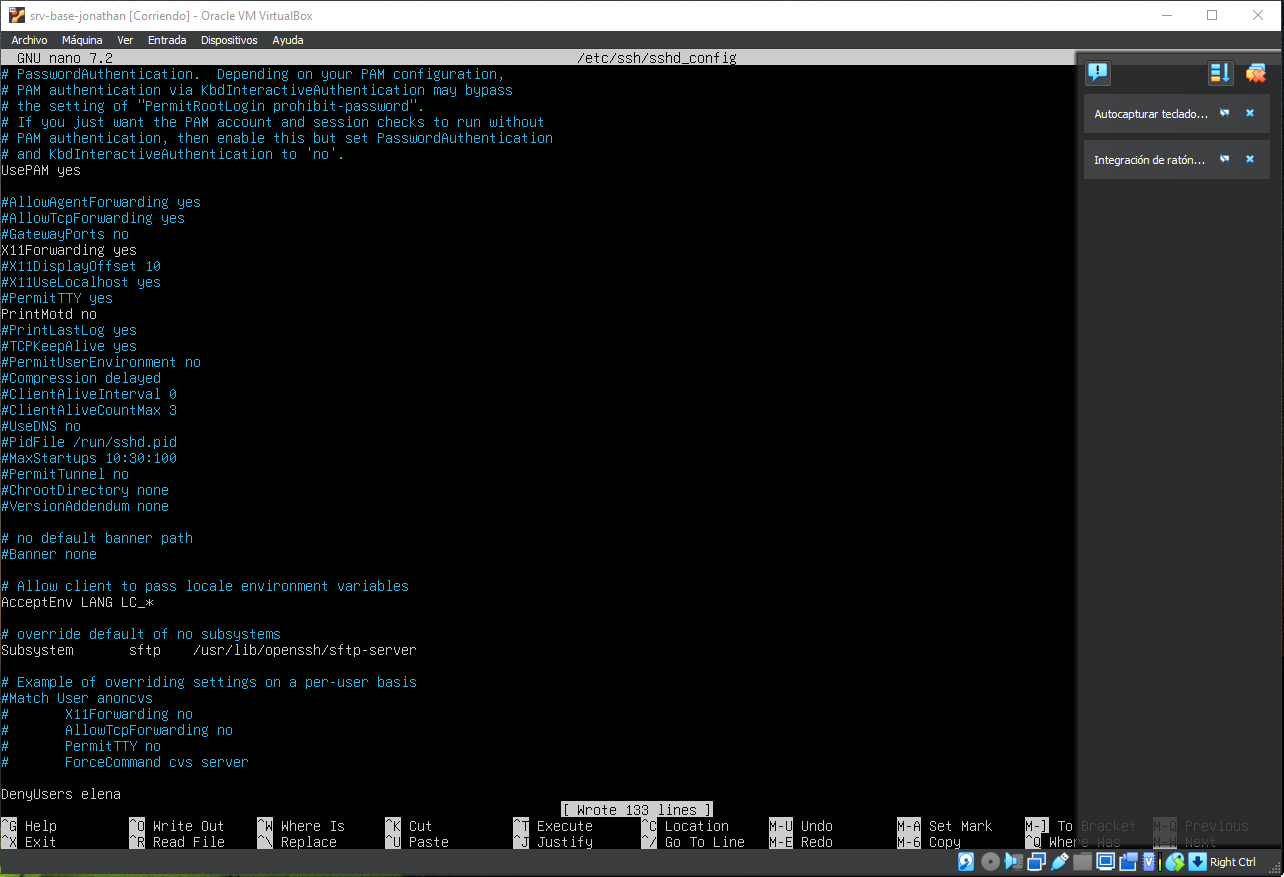 srv-base-jonathan [Corriendo] - Oracle VM VirtualBox
Archivo Máquina Ver Entrada Dispositivos Ayuda
GNU nano 7.2 /etc/ssh/sshd_config
# PasswordAuthentication.  Depending on your PAM configuration,
# PAM authentication via KbdInteractiveAuthentication may bypass
# the setting of "PermitRootLogin prohibit-password".
# If you just want the PAM account and session checks to run without
# PAM authentication, then enable this but set PasswordAuthentication
# and KbdInteractiveAuthentication to 'no'.
UsePAM yes
#AllowAgentForwarding yes
#AllowTcpForwarding yes
#GatewayPorts no
X11Forwarding yes
#X11DisplayOffset 10
#X11UseLocalhost yes
#PermitTTY yes
PrintMotd no
#PrintLastLog yes
#TCPKeepAlive yes
#PermitUserEnvironment no
#Compression delayed
#ClientAliveInterval 0
#ClientAliveCountMax 3
#UseDNS no
#PidFile /run/sshd.pid
#MaxStartups 10:30:100
#PermitTunnel no
#ChrootDirectory none
#VersionAddendum none
# no default banner path
#Banner none
# Allow client to pass locale environment variables
AcceptEnv LANG LC_*
# override default of no subsystems
Subsystem sftp /usr/lib/openssh/sftp-server
# Example of overriding settings on a per-user basis
#Match User anoncvs
# X11Forwarding no
# AllowTcpForwarding no
# PermitTTY no
# ForceCommand cvs server
DenyUsers elena
[ Wrote 133 lines ]
^G Help ^O Write Out ^W Where Is ^K Cut ^T Execute ^C Location M-U Undo M-A Set Mark M-] To Bracket M-Q Previous
^X Exit ^R Read File ^\ Replace ^U Paste ^J Justify ^/ Go To Line M-E Redo M-6 Copy ^Q Where Was M-W Next
Autocapturar teclado...
Integración de ratón...
Right Ctrl